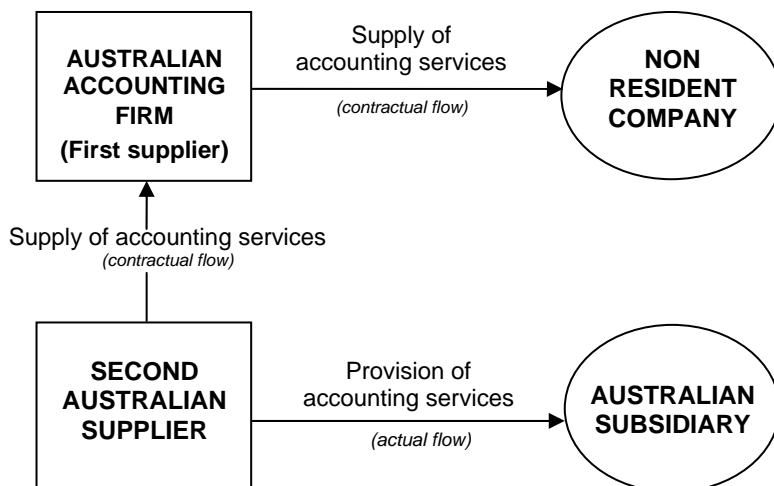 AUSTRALIAN
ACCOUNTING
FIRM
(First supplier)
Supply of
accounting services
(contractual flow)
NON
RESIDENT
COMPANY
Supply of accounting services
(contractual flow)
SECOND
AUSTRALIAN
SUPPLIER
Provision of
accounting services
(actual flow)
AUSTRALIAN
SUBSIDIARY